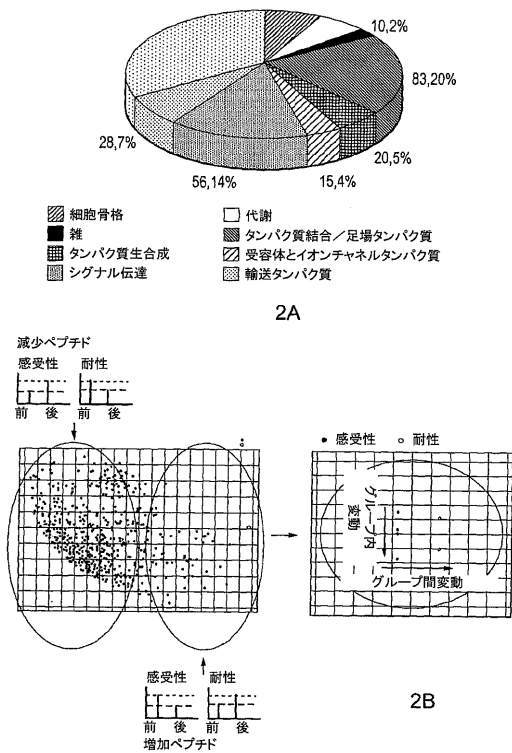 10,2%
83,20%
20,5%
15,4%
56,14%
28,7%
細胞骨格
代謝
雑
タンパク質結合/足場タンパク質
タンパク質生合成
受容体とイオンチャネルタンパク質
シグナル伝達
輸送タンパク質
2A
減少ペプチド
感受性
耐性
前
後
前
後
感受性
耐性
グループ内
変動
グループ間変動
感受性
耐性
前
後
前
後
増加ペプチド
2B